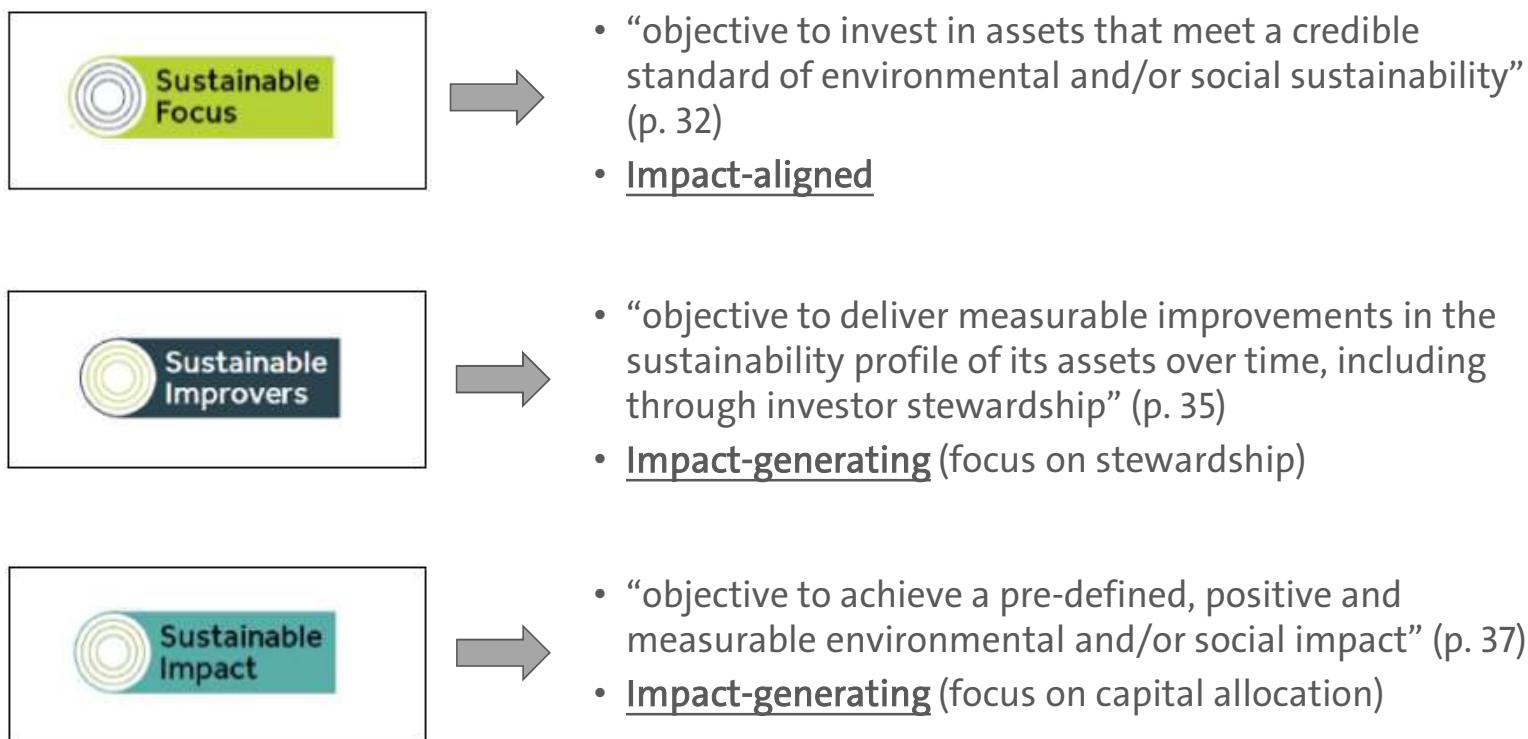 Sustainable
Focus
• “objective to invest in assets that meet a credible
standard of environmental and/or social sustainability”
(p. 32)
• Impact-aligned
Sustainable
Improvers
• “objective to deliver measurable improvements in the
sustainability profile of its assets over time, including
through investor stewardship” (p. 35)
• Impact-generating (focus on stewardship)
Sustainable
Impact
• “objective to achieve a pre-defined, positive and
measurable environmental and/or social impact” (p. 37)
• Impact-generating (focus on capital allocation)